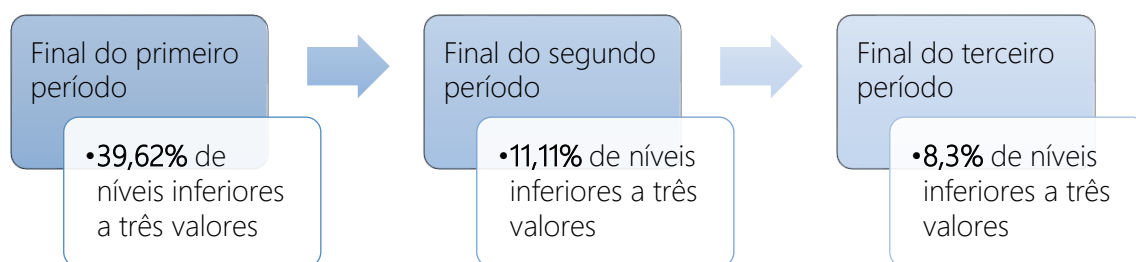 Final do primeiro
período
•39,62% de
níveis inferiores
a três valores
Final do segundo
período
•11,11% de níveis
inferiores a três
valores
Final do terceiro
período
•8,3% de níveis
inferiores a três
valores